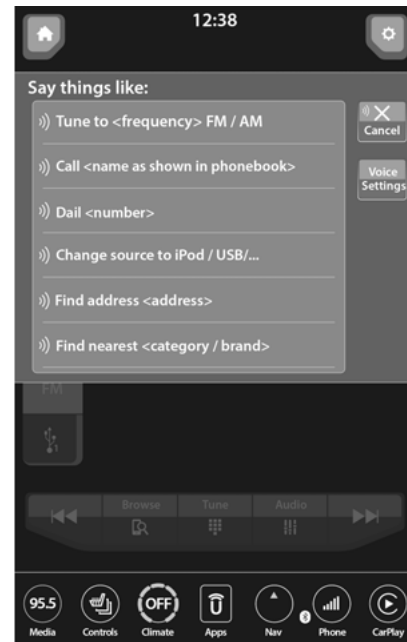 12:38
Say things like:
Tune to <frequency> FM / AM
Cancel
Call <name as shown in phonebook>
Voice
Settings
Dail <number>
Change source to iPod / USB/...
Find address <address>
Find nearest <category / brand>
FM
1
Browse Tune Audio
95.5 OFF
Media Controls Climate Apps Nav Phone CarPlay